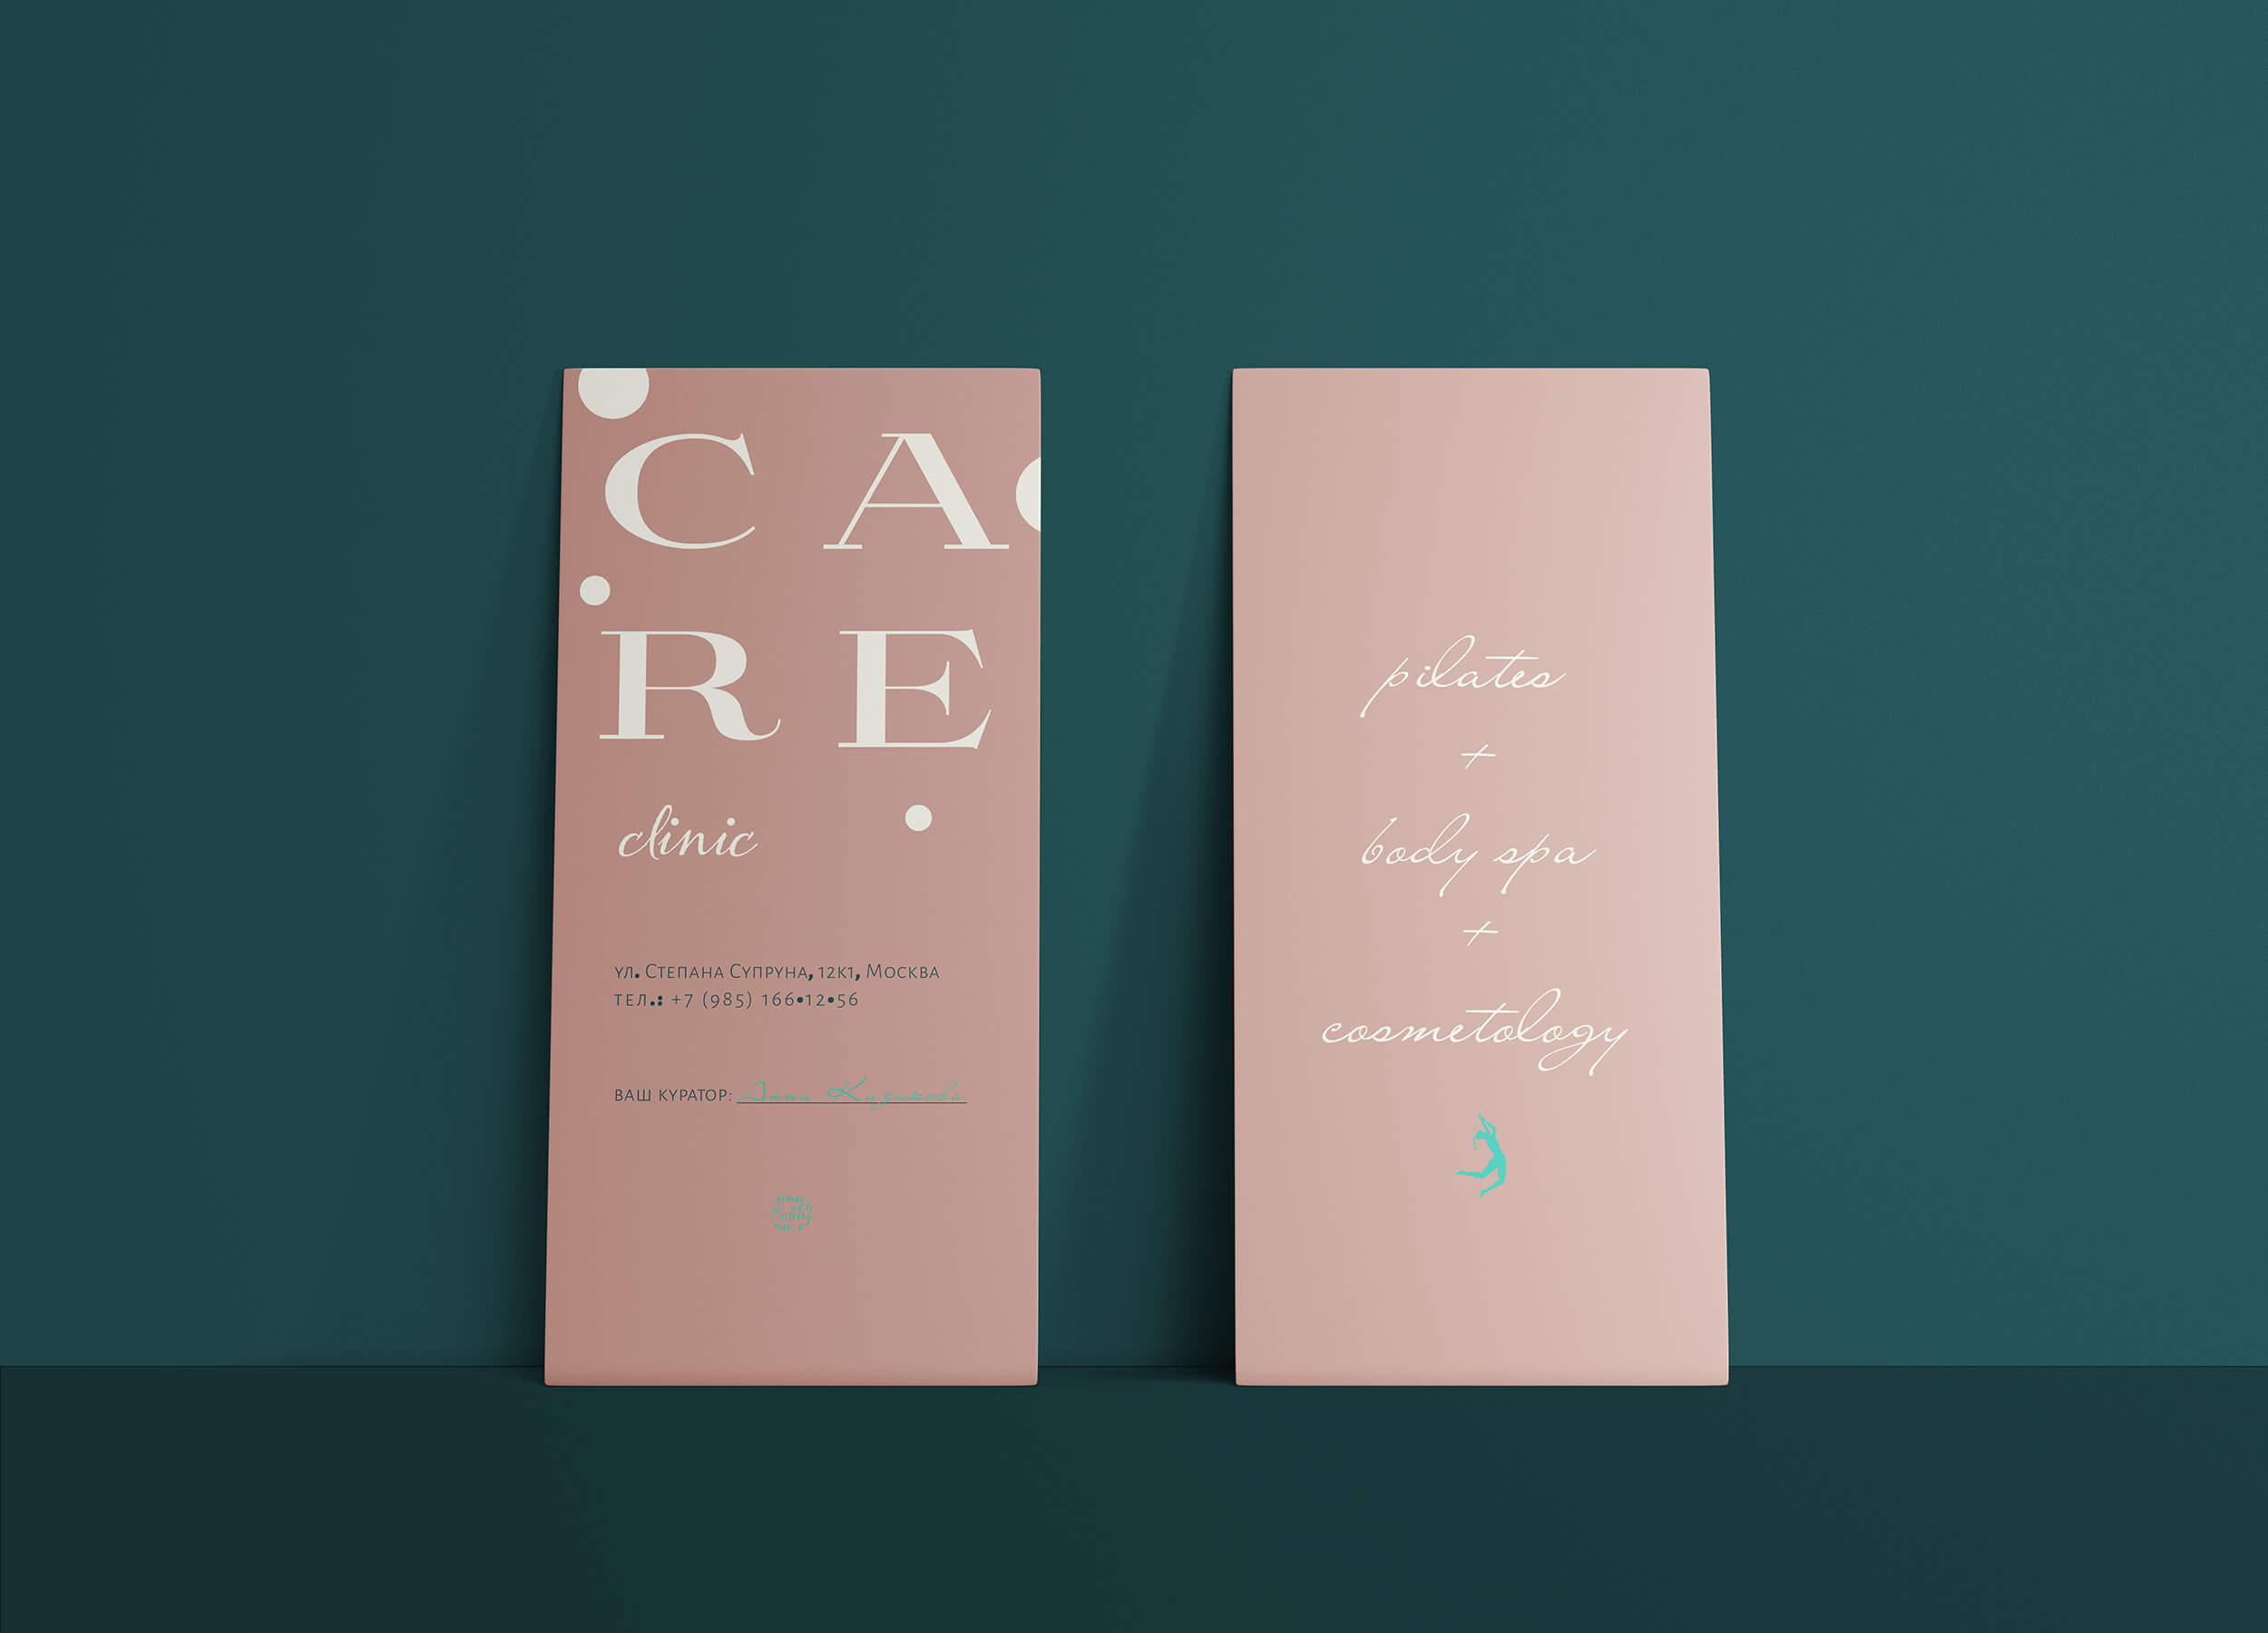 CA
RE
clinic
ул. Степана Супруна, 12к1, Москва
тел.: +7 (985) 166•12•56
ваш куратор: Анна
pilates
+
body spa
+
cosmetology